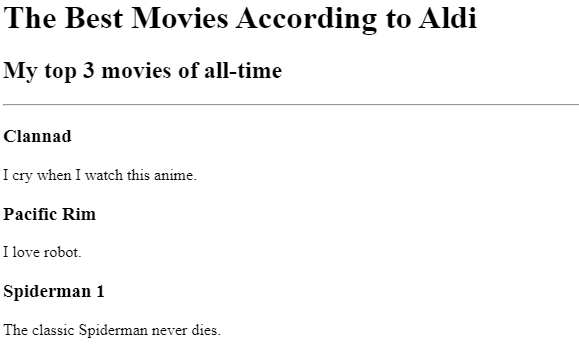 The Best Movies According to Aldi
My top 3 movies of all-time
Clannad
I cry when I watch this anime.
Pacific Rim
I love robot.
Spiderman 1
The classic Spiderman never dies.